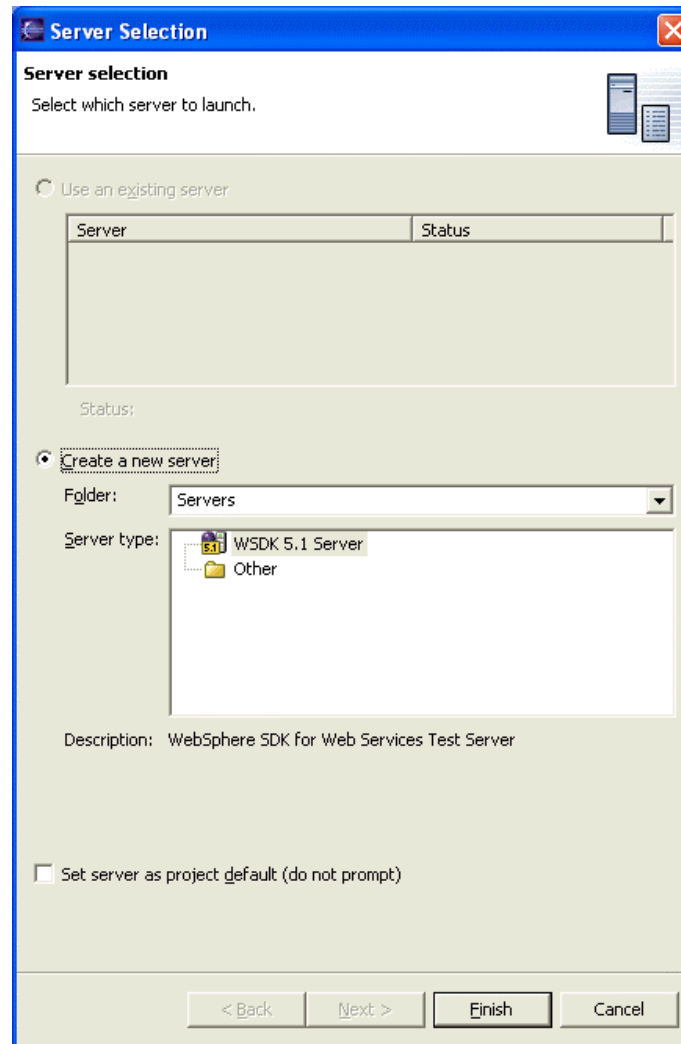 Server Selection
Server selection
Select which server to launch.
Use an existing server
Server Status
Status:
Create a new server
Folder: Servers
Server type: 5.1 WSDK 5.1 Server
Other
Description: WebSphere SDK for Web Services Test Server
Set server as project default (do not prompt)
< Back Next > Finish Cancel